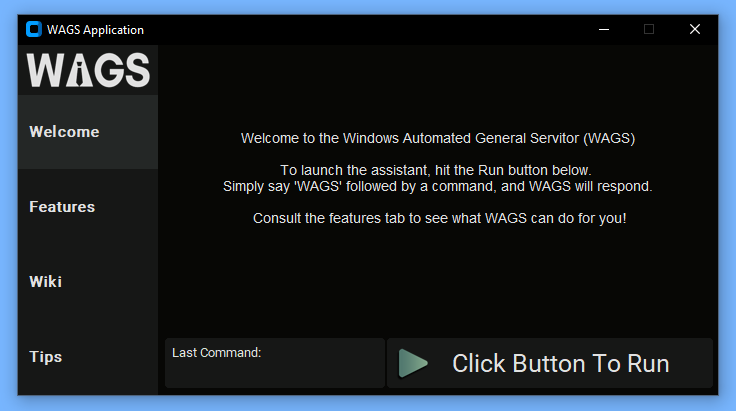 WAGS Application
WAGS
Welcome
Features
Wiki
Tips
Welcome to the Windows Automated General Servitor (WAGS)
To launch the assistant, hit the Run button below.
Simply say 'WAGS' followed by a command, and WAGS will respond.
Consult the features tab to see what WAGS can do for you!
Last Command:
Click Button To Run